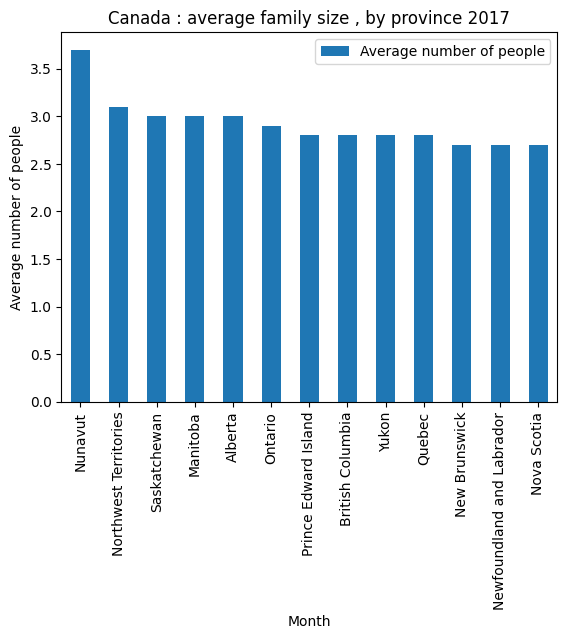 Canada : average family size , by province 2017
Average number of people
Average number of people
3.5
3.0
2.5
2.0
1.5
1.0
0.5
0.0
Nunavut
Northwest Territories
Saskatchewan
Manitoba
Alberta
Ontario
Prince Edward Island
British Columbia
Yukon
Quebec
New Brunswick
Newfoundland and Labrador
Nova Scotia
Month